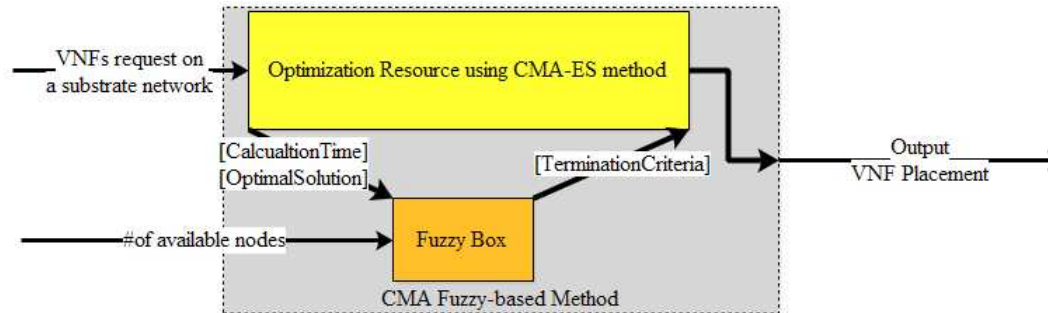 VNFs request on
a substrate network
Optimization Resource using CMA-ES method
[CalcualtionTime]
[OptimalSolution]
[TerminationCriteria]
Output
VNF Placement
#of available nodes
Fuzzy Box
CMA Fuzzy-based Method